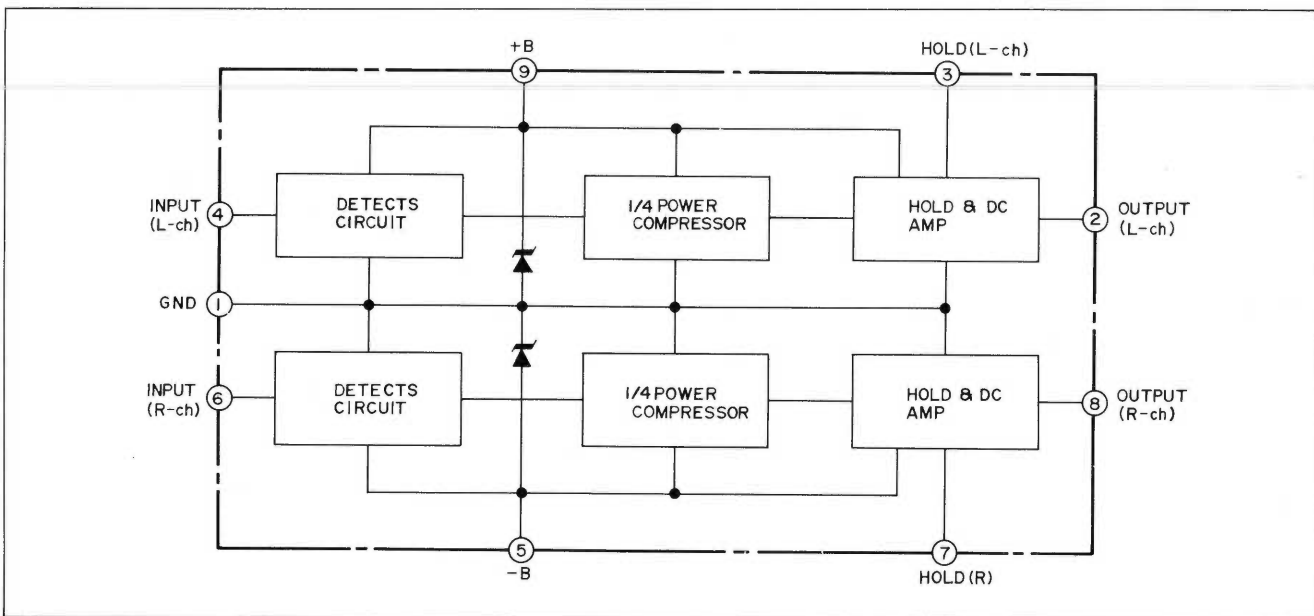 +B
9
HOLD(L-ch)
3
INPUT
(L-ch)
4
DETECTS
CIRCUIT
1/4 POWER
COMPRESSOR
HOLD & DC
AMP
2
OUTPUT
(L-ch)
GND
1
INPUT
(R-ch)
6
DETECTS
CIRCUIT
1/4 POWER
COMPRESSOR
HOLD & DC
AMP
8
OUTPUT
(R-ch)
5
-B
7
HOLD(R)